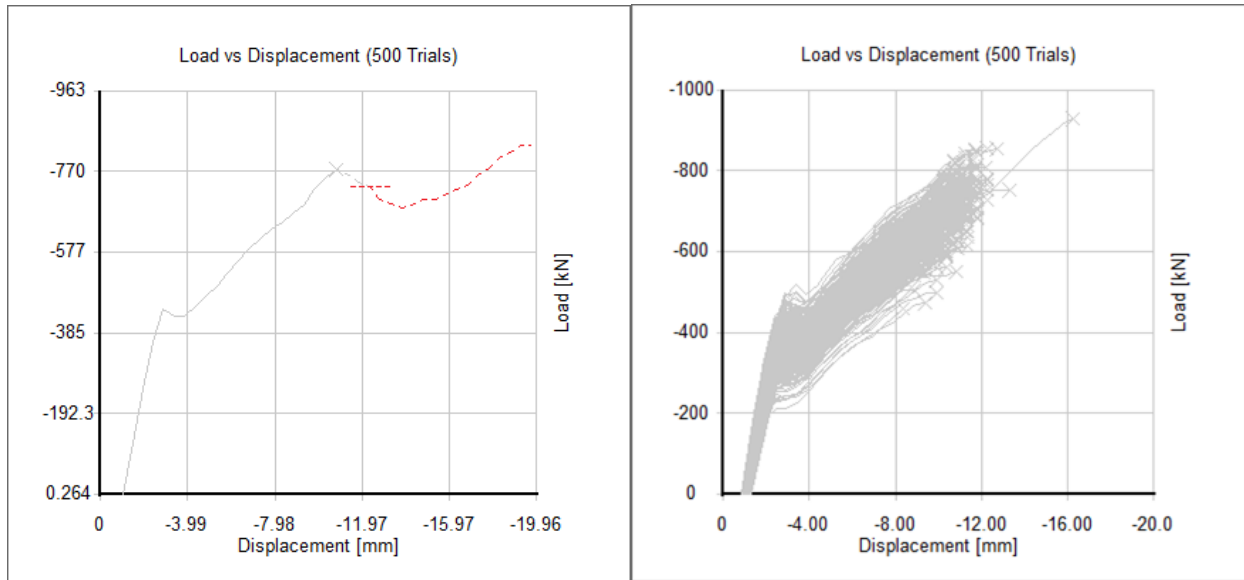 Load vs Displacement (500 Trials)
-963
-770
-577
-385
-192.3
0.264
0 -3.99 -7.98 -11.97 -15.97 -19.96
Displacement [mm]
Load [kN]
Load vs Displacement (500 Trials)
-1000
-800
-600
-400
-200
0
0 -4.00 -8.00 -12.00 -16.00 -20.0
Displacement [mm]
Load [kN]